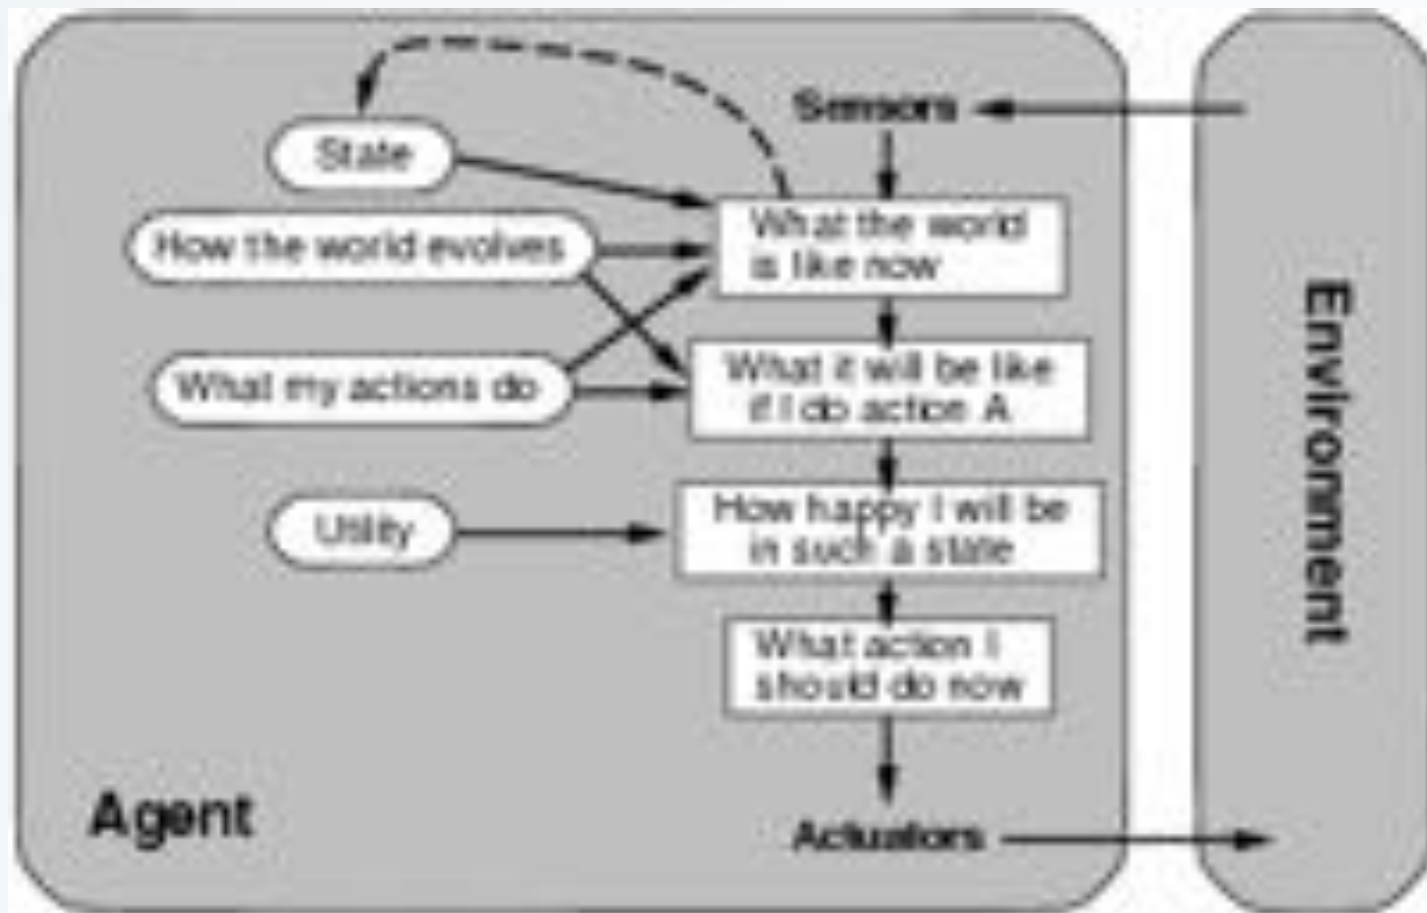 Sensors
State
What the world
is like now
How the world evolves
What it will be like
if I do action A
What my actions do
How happy I will be
in such a state
Utility
What action I
should do now
Agent
Actuators
Environment